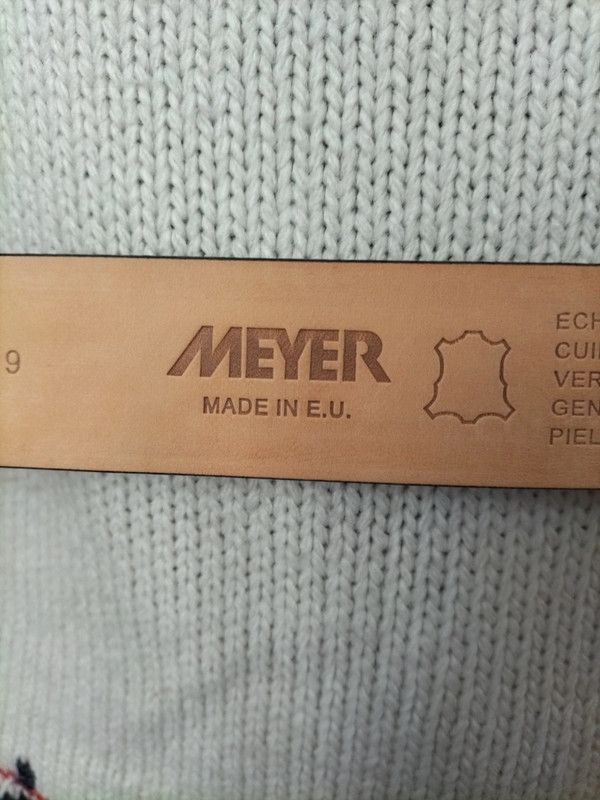 9
MEYER
MADE IN E.U.
ECH
CUI
VER
GEN
PIEL